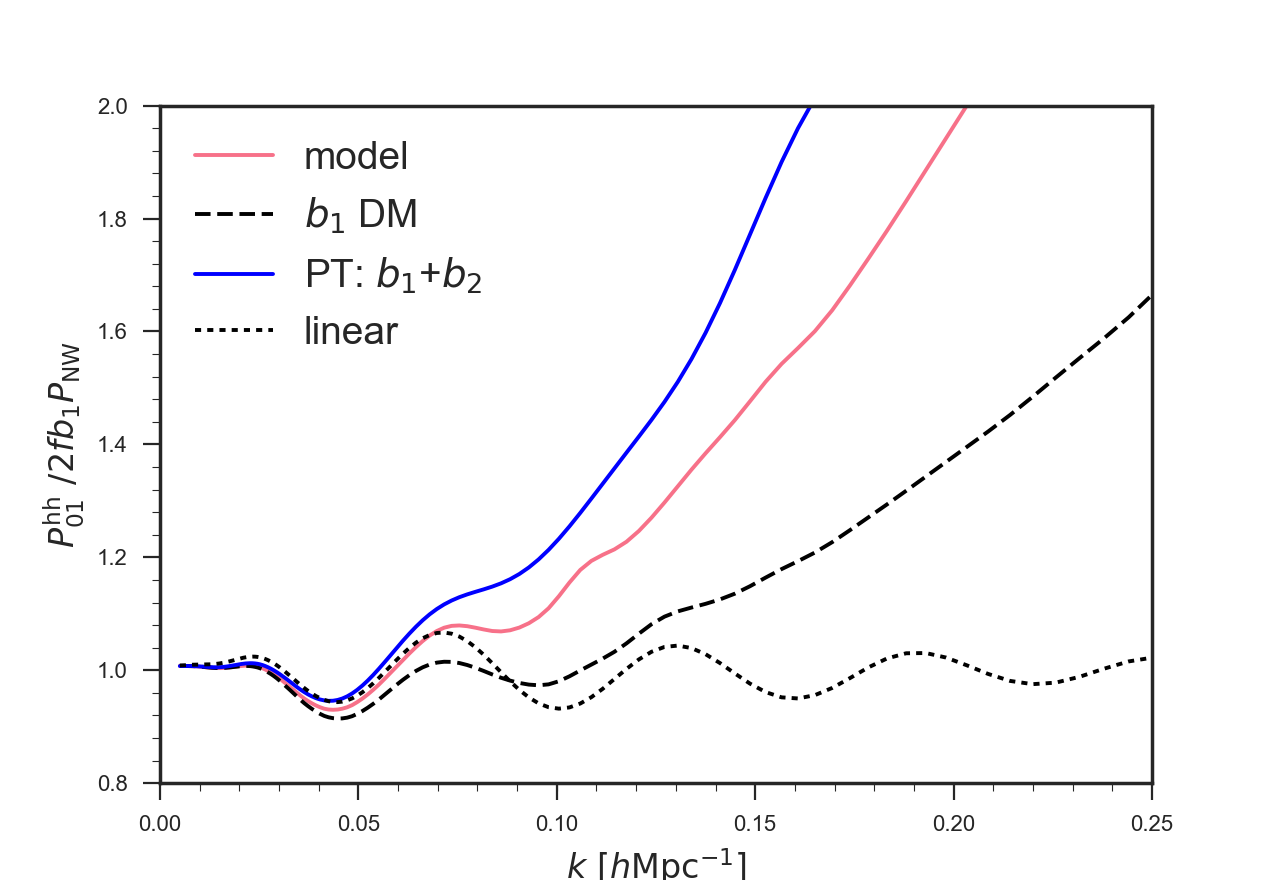 2.0
1.8
1.6
1.4
1.2
1.0
0.8
model
b₁ DM
PT: b₁+b₂
linear
P₀₁ʰʰ /2fb₁P_NW
0.00 0.05 0.10 0.15 0.20 0.25
k [hMpc⁻¹]